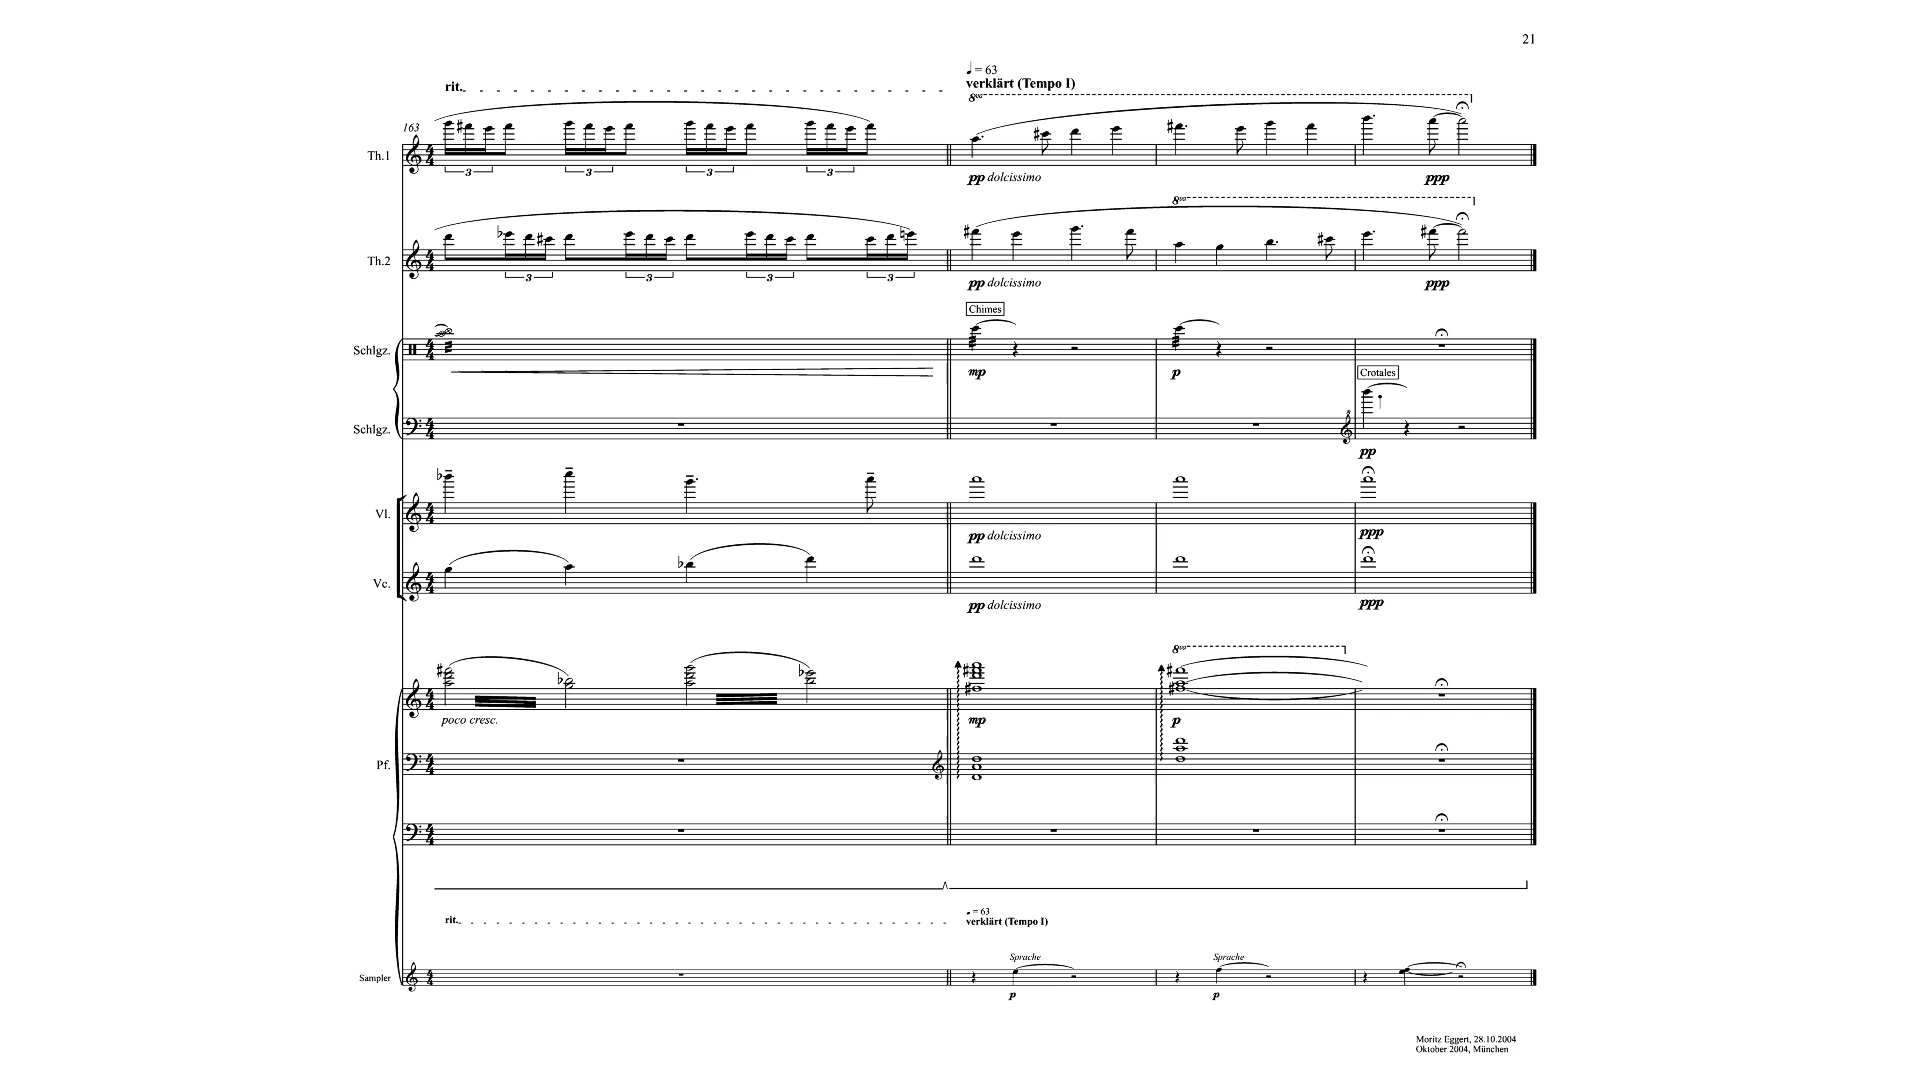 21
♩ = 63
rit. verklärt (Tempo I)
8va
163
Th.1
3 3 3 3
pp dolcissimo ppp
8va
Th.2
3 3 3 3
pp dolcissimo ppp
Chimes
Schlgz.
mp p
Crotales
Schlgz.
pp
Vl.
pp dolcissimo ppp
Vc.
pp dolcissimo ppp
8va
poco cresc. mp p
Pf.
♩ = 63
rit. verklärt (Tempo I)
Sprache Sprache
Sampler
p p
Moritz Eggert, 28.10.2004
Oktober 2004, München